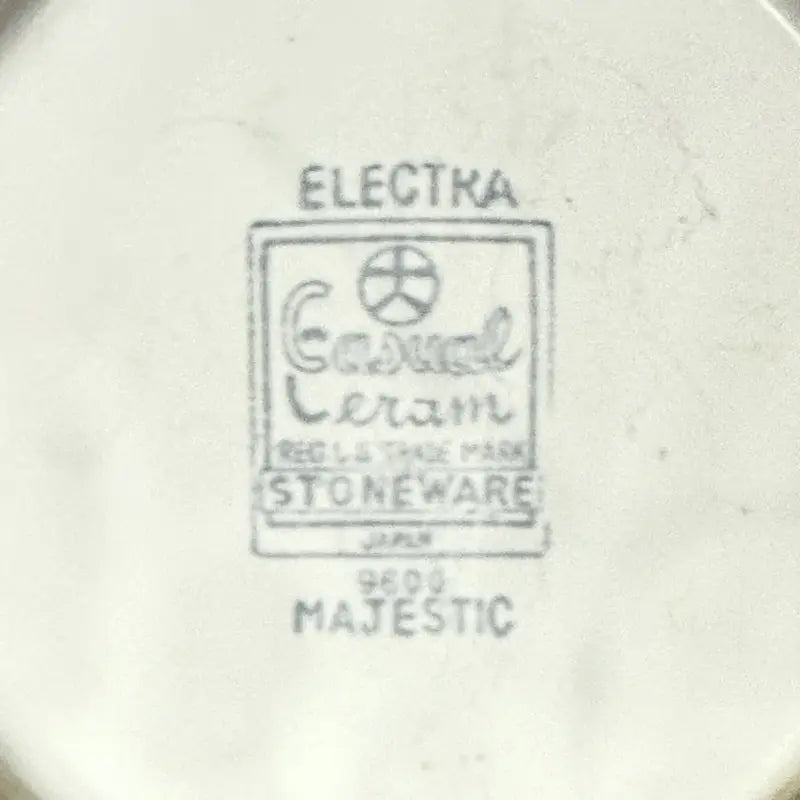 ELECTRA
Casual
Ceram
REG. U.S. TRADE MARK
STONEWARE
JAPAN
9600
MAJESTIC